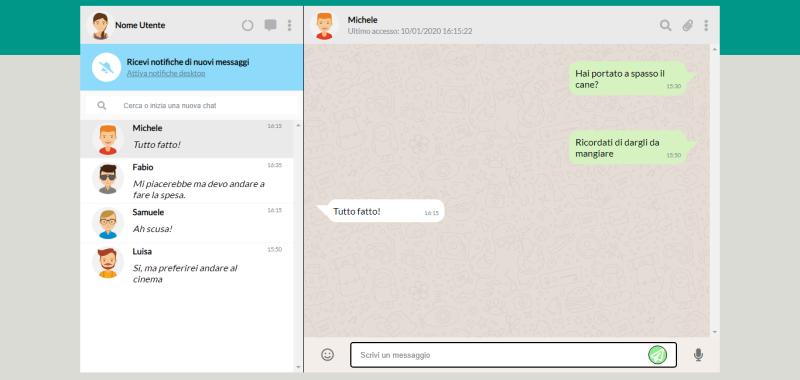 Nome Utente
Ricevi notifiche di nuovi messaggi
Attiva notifiche desktop
Cerca o inizia una nuova chat
Michele 16:15
Tutto fatto!
Fabio 16:35
Mi piacerebbe ma devo andare a
fare la spesa.
Samuele 16:15
Ah scusa!
Luisa 15:50
Si, ma preferirei andare al
cinema
Michele
Ultimo accesso: 10/01/2020 16:15:22
Hai portato a spasso il
cane? 15:30
Ricordati di dargli da
mangiare 15:50
Tutto fatto! 16:15
Scrivi un messaggio